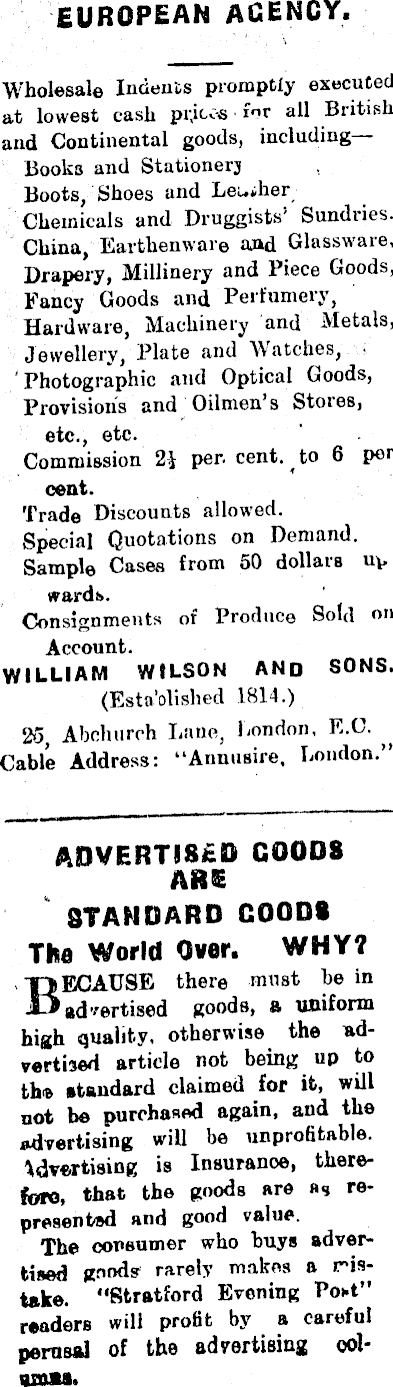 EUROPEAN AGENCY.
Wholesale Indents promptly executed
at lowest cash prices for all British
and Continental goods, including—
Books and Stationery
Boots, Shoes and Leather
Chemicals and Druggists' Sundries.
China, Earthenware and Glassware,
Drapery, Millinery and Piece Goods,
Fancy Goods and Perfumery,
Hardware, Machinery and Metals,
Jewellery, Plate and Watches,
Photographic and Optical Goods,
Provisions and Oilmen's Stores,
etc., etc.
Commission 2½ per. cent. to 6 per
cent.
Trade Discounts allowed.
Special Quotations on Demand.
Sample Cases from 50 dollars up
wards.
Consignments of Produce Sold on
Account.
WILLIAM WILSON AND SONS.
(Established 1814.)
25, Abchurch Lane, London, E.C.
Cable Address: "Annusire, London."
ADVERTISED GOODS
ARE
STANDARD GOODS
The World Over. WHY?
BECAUSE there must be in
advertised goods, a uniform
high quality, otherwise the ad-
vertised article not being up to
the standard claimed for it, will
not be purchased again, and the
advertising will be unprofitable.
Advertising is Insurance, there-
fore, that the goods are as re-
presented and good value.
The consumer who buys adver-
tised goods rarely makes a mis-
take. "Stratford Evening Post"
readers will profit by a careful
perusal of the advertising col-
umns.